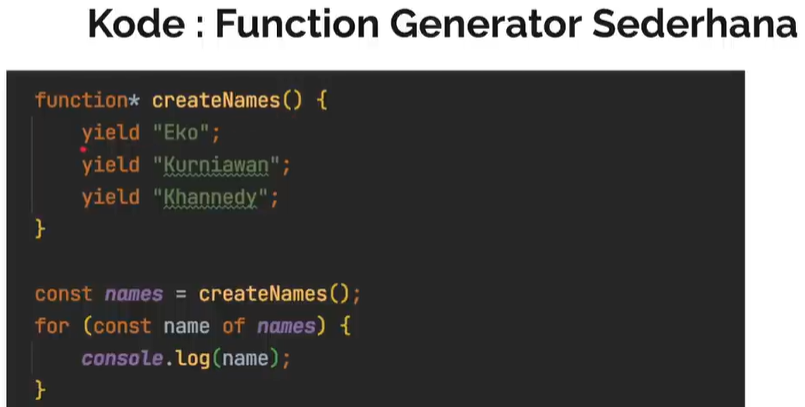 Kode : Function Generator Sederhana
function* createNames() {
    yield "Eko";
    yield "Kurniawan";
    yield "Khannedy";
}
const names = createNames();
for (const name of names) {
    console.log(name);
}